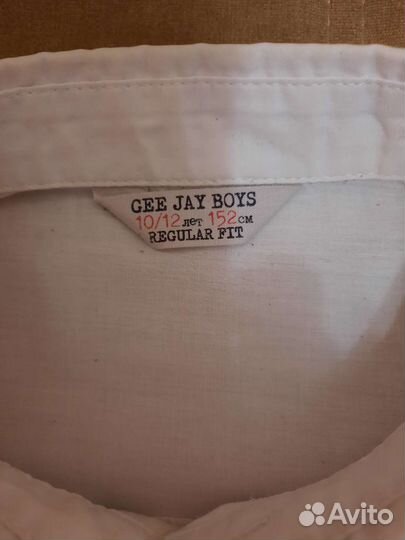 GEE JAY BOYS
10/12 лет 152 см
REGULAR FIT
Avito